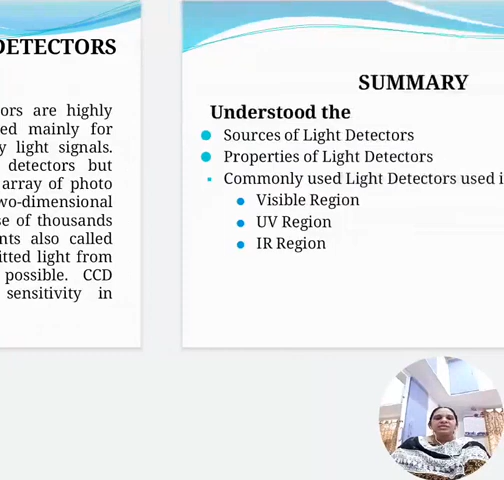 DETECTORS
ors are highly
ed mainly for
y light signals.
detectors but
array of photo
wo-dimensional
se of thousands
nts also called
itted light from
possible. CCD
sensitivity in
SUMMARY
Understood the
Sources of Light Detectors
Properties of Light Detectors
Commonly used Light Detectors used i
Visible Region
UV Region
IR Region